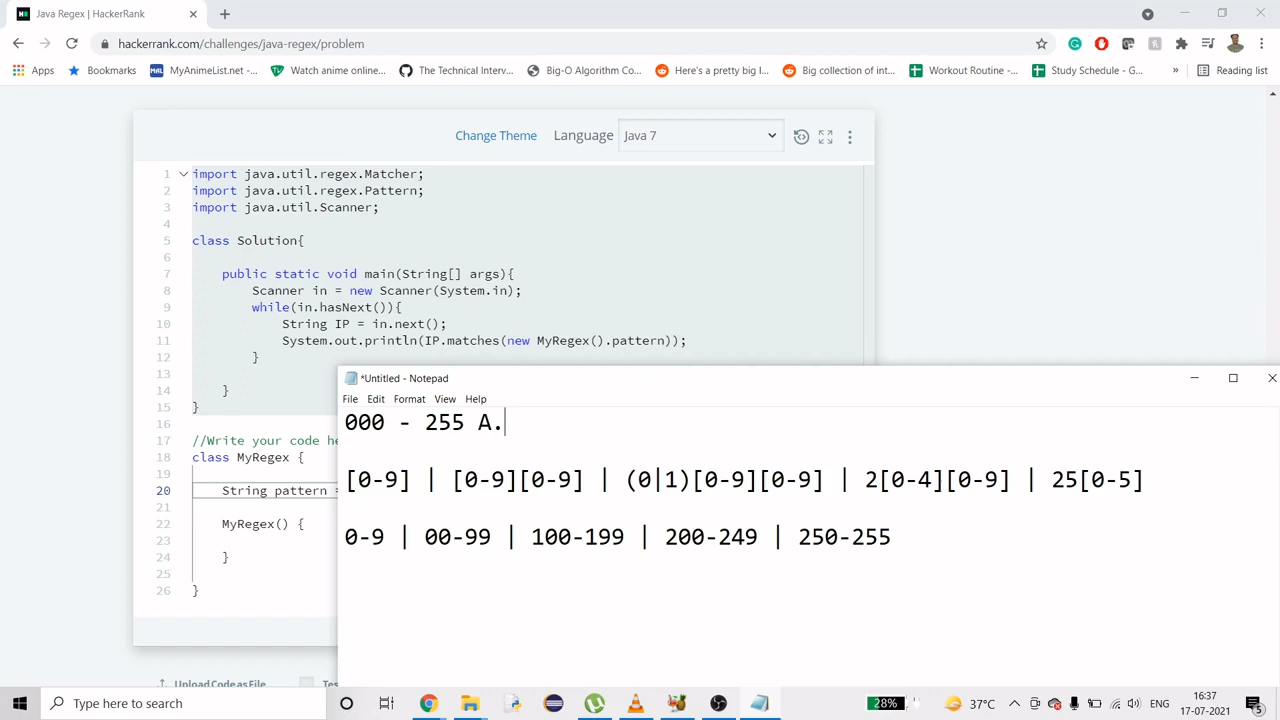 Java Regex | HackerRank
hackerrank.com/challenges/java-regex/problem
Apps Bookmarks MyAnimeList.net -... Watch anime online... The Technical Interv... Big-O Algorithm Co... Here's a pretty big l... Big collection of int... Workout Routine -... Study Schedule - G... » Reading list
Change Theme Language Java 7
1 import java.util.regex.Matcher;
2 import java.util.regex.Pattern;
3 import java.util.Scanner;
4
5 class Solution{
6
7 public static void main(String[] args){
8 Scanner in = new Scanner(System.in);
9 while(in.hasNext()){
10 String IP = in.next();
11 System.out.println(IP.matches(new MyRegex().pattern));
12 }
13
14 }
15 }
16
17 //Write your code he
18 class MyRegex {
19
20 String pattern =
21
22 MyRegex() {
23
24 }
25
26 }
Upload Code as File Tes
*Untitled - Notepad
File Edit Format View Help
000 - 255 A.
[0-9] | [0-9][0-9] | (0|1)[0-9][0-9] | 2[0-4][0-9] | 25[0-5]
0-9 | 00-99 | 100-199 | 200-249 | 250-255
Type here to search
28% 37°C ENG 16:37
17-07-2021 5